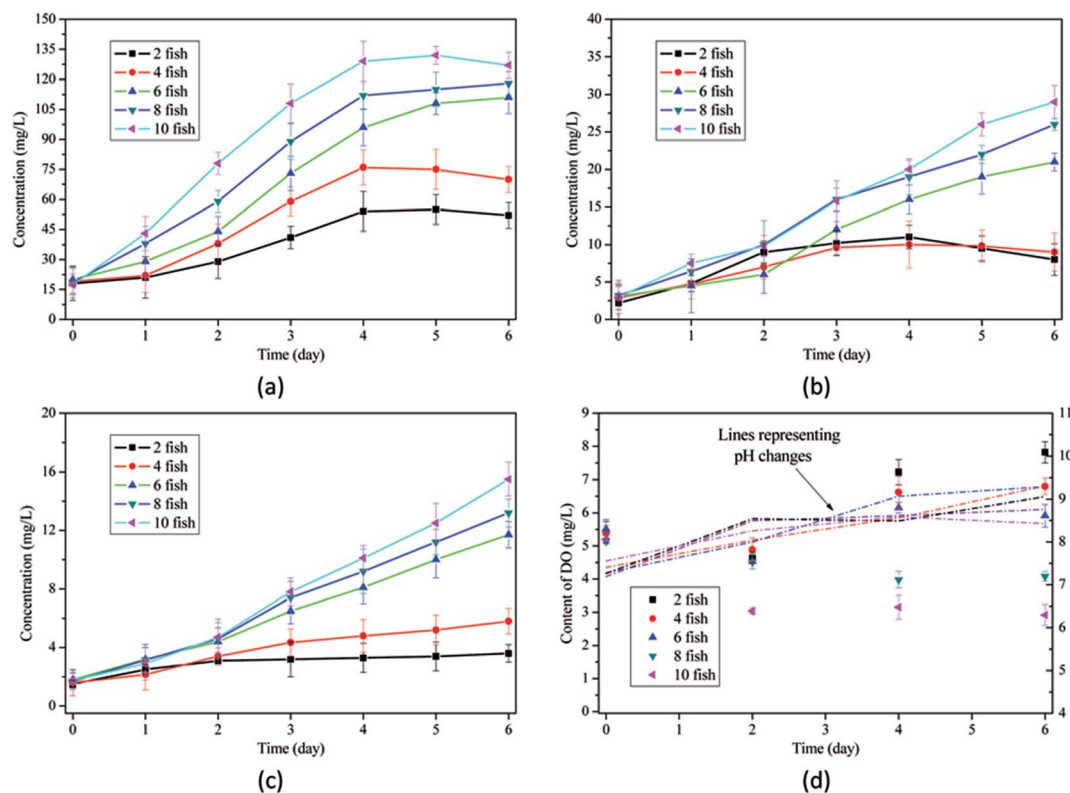 150
135
120
105
90
75
60
45
30
15
0
Concentration (mg/L)
2 fish
4 fish
6 fish
8 fish
10 fish
0 1 2 3 4 5 6
Time (day)
(a)
40
35
30
25
20
15
10
5
0
Concentration (mg/L)
2 fish
4 fish
6 fish
8 fish
10 fish
0 1 2 3 4 5 6
Time (day)
(b)
20
16
12
8
4
0
Concentration (mg/L)
2 fish
4 fish
6 fish
8 fish
10 fish
0 1 2 3 4 5 6
Time (day)
(c)
9
8
7
6
5
4
3
2
1
0
Content of DO (mg/L)
Lines representing
pH changes
2 fish
4 fish
6 fish
8 fish
10 fish
11
10
9
8
7
6
5
4
0 1 2 3 4 5 6
Time (day)
(d)